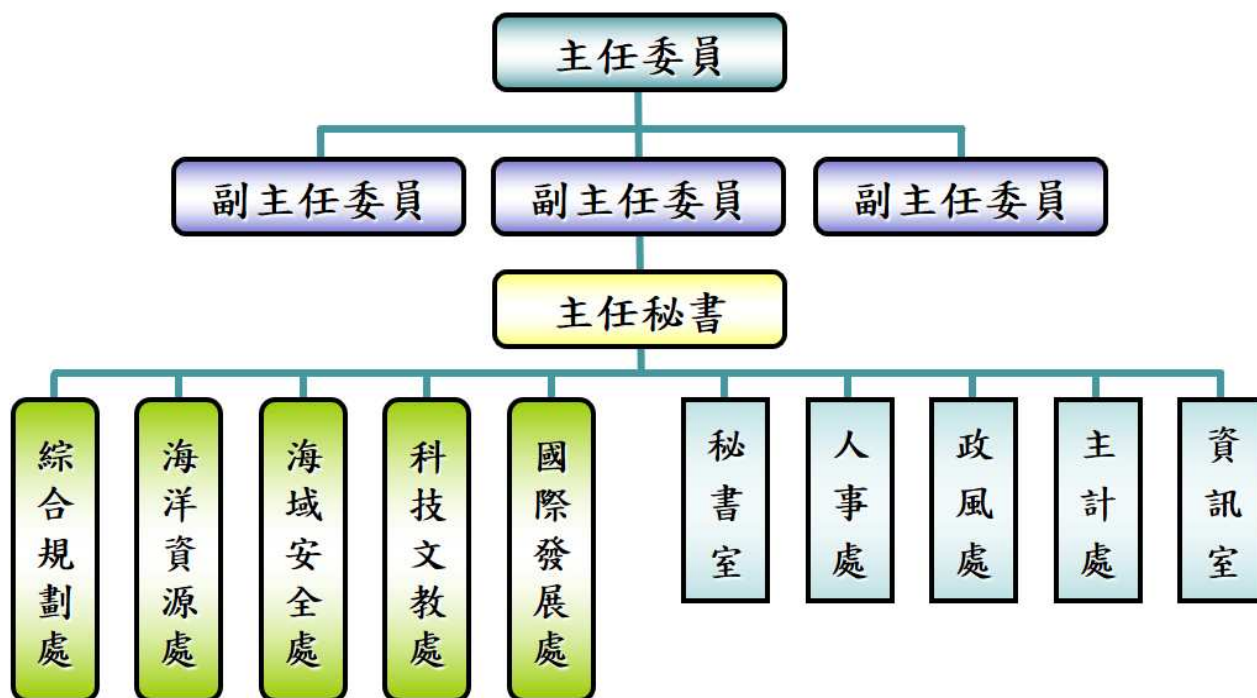 主任委員
副主任委員
副主任委員
副主任委員
主任秘書
綜合規劃處
海洋資源處
海域安全處
科技文教處
國際發展處
秘書室
人事處
政風處
主計處
資訊室